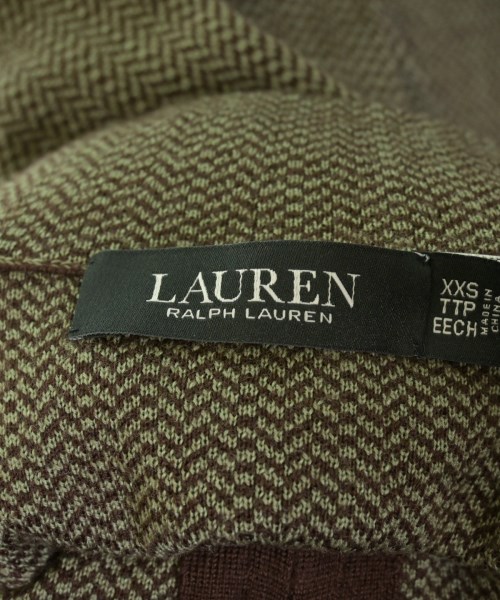 LAUREN
RALPH LAUREN
XXS
TTP
EECH
MADE IN
CHINA